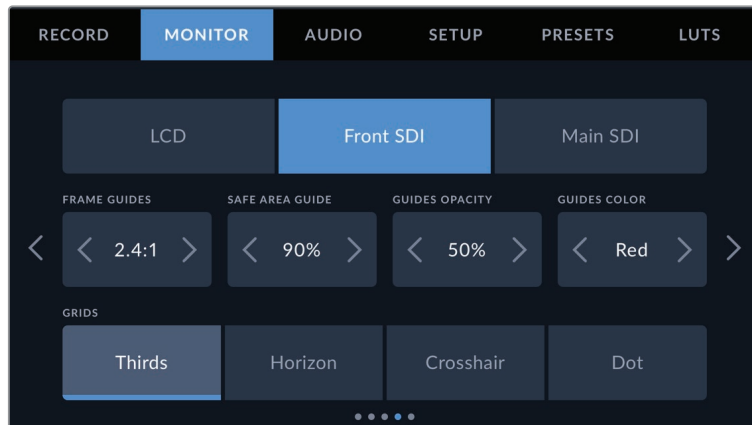 RECORD MONITOR AUDIO SETUP PRESETS LUTS
LCD Front SDI Main SDI
FRAME GUIDES SAFE AREA GUIDE GUIDES OPACITY GUIDES COLOR
2.4:1 90% 50% Red
GRIDS
Thirds Horizon Crosshair Dot